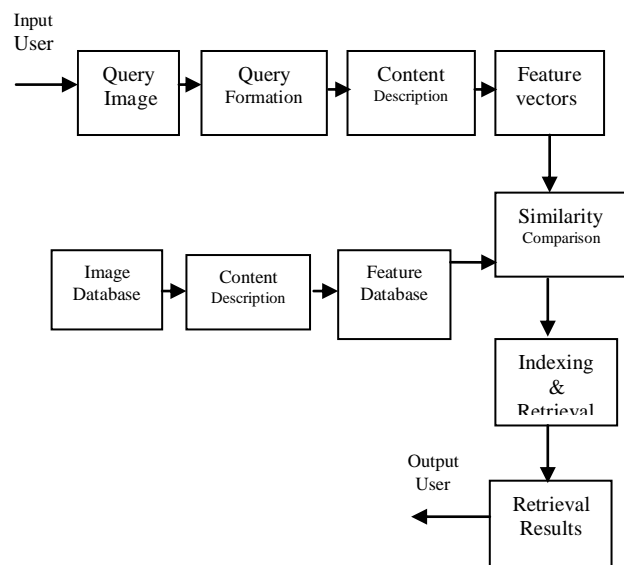 Input
User
Query
Image
Query
Formation
Content
Description
Feature
vectors
Similarity
Comparison
Image
Database
Content
Description
Feature
Database
Indexing
&
Retrieval
Output
User
Retrieval
Results